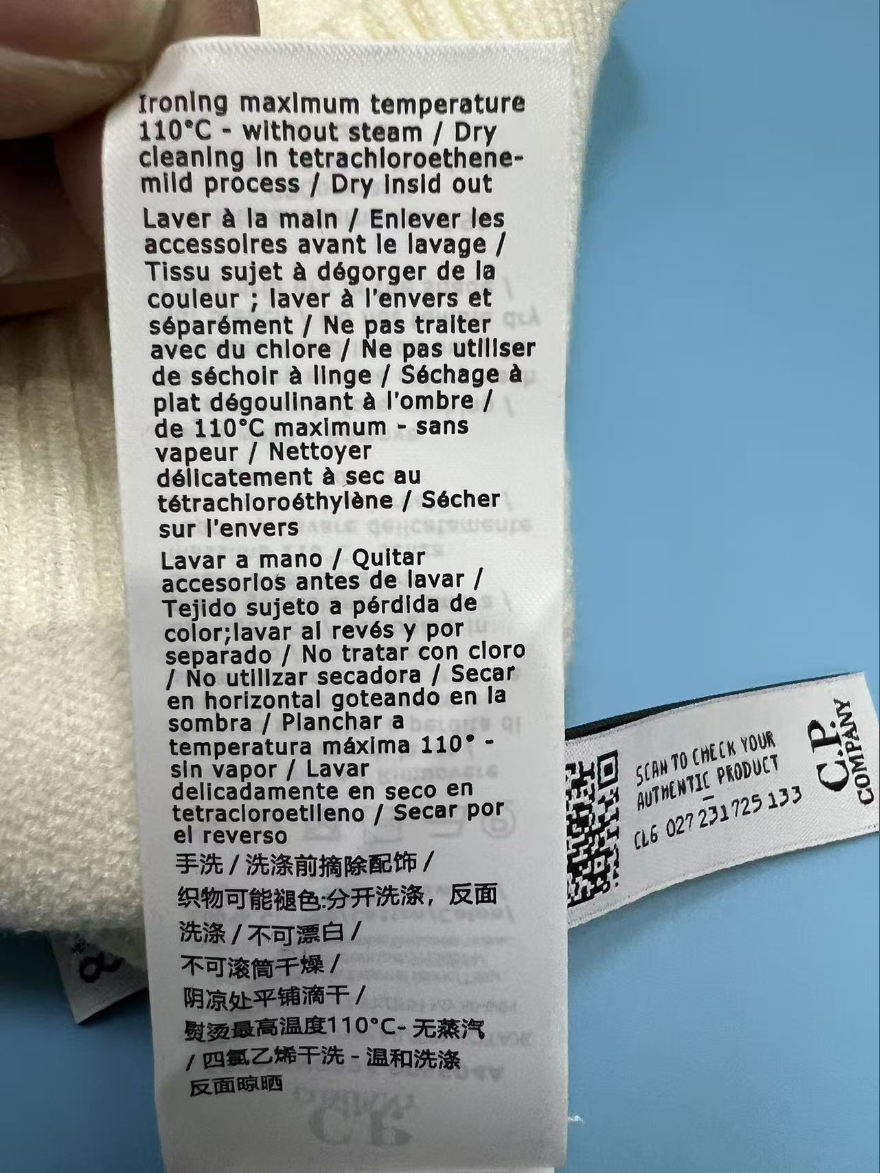 Ironing maximum temperature
110°C - without steam / Dry
cleaning in tetrachloroethene-
mild process / Dry insid out
Laver à la main / Enlever les
accessoires avant le lavage /
Tissu sujet à dégorger de la
couleur ; laver à l'envers et
séparément / Ne pas traiter
avec du chlore / Ne pas utiliser
de séchoir à linge / Séchage à
plat dégoulinant à l'ombre /
de 110°C maximum - sans
vapeur / Nettoyer
délicatement à sec au
tétrachloroéthylène / Sécher
sur l'envers
Lavar a mano / Quitar
accesorios antes de lavar /
Tejido sujeto a pérdida de
color;lavar al revés y por
separado / No tratar con cloro
/ No utilizar secadora / Secar
en horizontal goteando en la
sombra / Planchar a
temperatura máxima 110° -
sin vapor / Lavar
delicadamente en seco en
tetracloroetileno / Secar por
el reverso
手洗 / 洗涤前摘除配饰 /
织物可能褪色:分开洗涤，反面
洗涤 / 不可漂白 /
不可滚筒干燥 /
阴凉处平铺滴干 /
熨烫最高温度110°C- 无蒸汽
/ 四氯乙烯干洗 - 温和洗涤
反面晾晒
SCAN TO CHECK YOUR
AUTHENTIC PRODUCT
CLG 027 231 725 133
C.P.
COMPANY